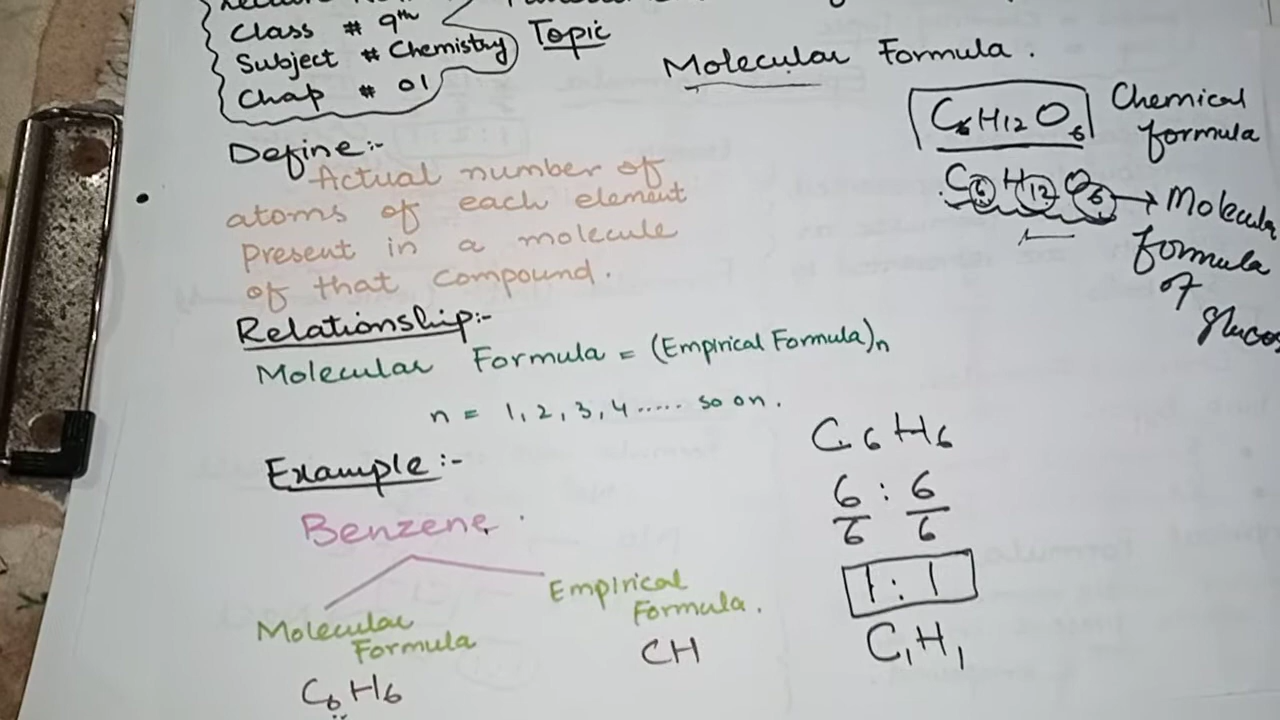 Class # 9th
Subject # Chemistry
Chap # 01
Topic
Molecular Formula.
Define:-
Actual number of
atoms of each element
Present in a molecule
of that compound.
C6H12O6
Chemical
formula
C6H12O6 → Molecular
formula
of
glucos
Relationship:-
Molecular Formula = (Empirical Formula)n
n = 1, 2, 3, 4 ..... so on.
Example:-
Benzene.
Molecular
Formula
C6H6
Empirical
Formula.
CH
C6H6
6/6 : 6/6
1 : 1
C1H1